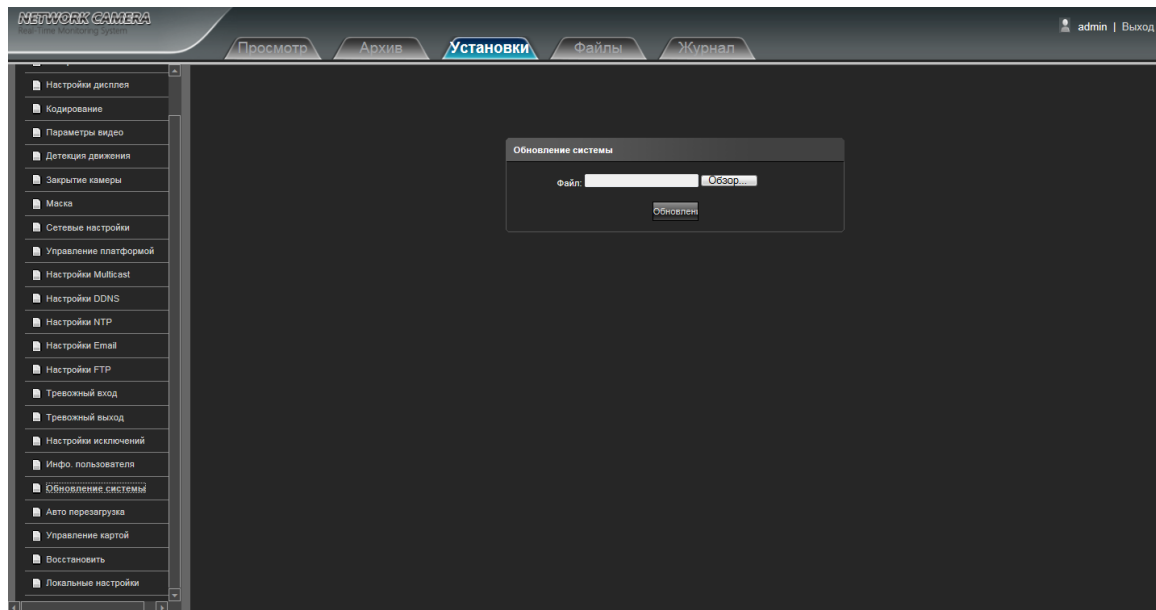 NETWORK CAMERA
Real-Time Monitoring System
admin | Выход
Просмотр Архив Установки Файлы Журнал
Настройки дисплея
Кодирование
Параметры видео
Детекция движения
Закрытие камеры
Маска
Сетевые настройки
Управление платформой
Настройки Multicast
Настройки DDNS
Настройки NTP
Настройки Email
Настройки FTP
Тревожный вход
Тревожный выход
Настройки исключений
Инфо. пользователя
Обновление системы
Авто перезагрузка
Управление картой
Восстановить
Локальные настройки
Обновление системы
Файл: Обзор...
Обновлени